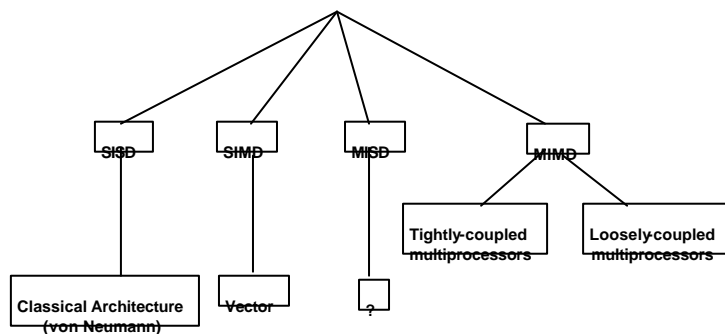 SISD
SIMD
MISD
MIMD
Tightly-coupled
multiprocessors
Loosely-coupled
multiprocessors
Classical Architecture
(von Neumann)
Vector
?